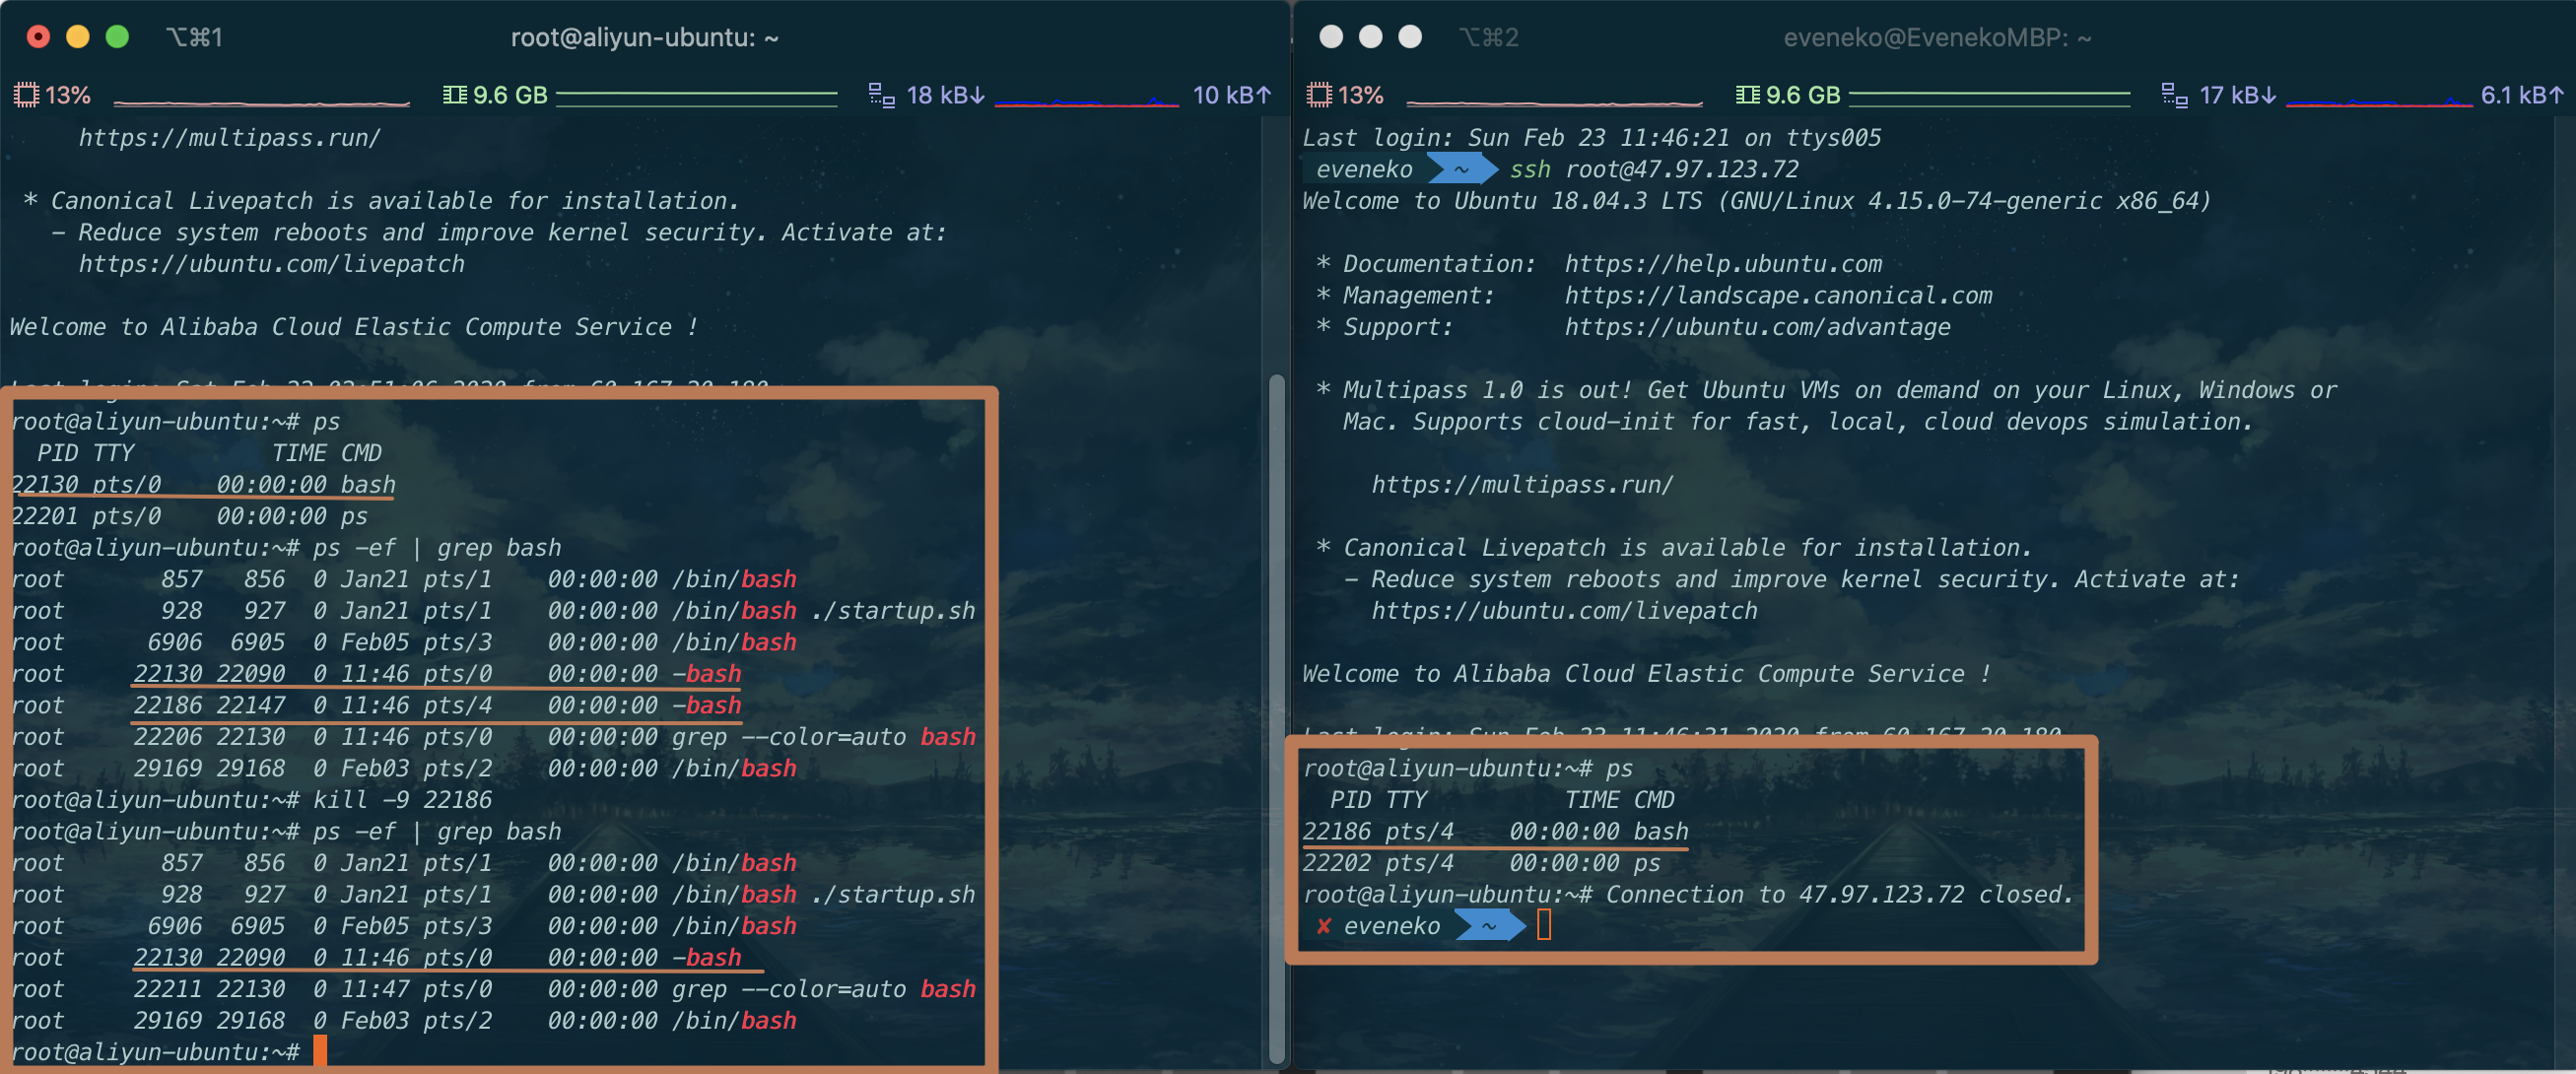 ⌥⌘1
root@aliyun-ubuntu: ~
13%
9.6 GB
18 kB↓
10 kB↑
https://multipass.run/
* Canonical Livepatch is available for installation.
- Reduce system reboots and improve kernel security. Activate at:
https://ubuntu.com/livepatch
Welcome to Alibaba Cloud Elastic Compute Service !
root@aliyun-ubuntu:~# ps
PID TTY TIME CMD
22130 pts/0 00:00:00 bash
22201 pts/0 00:00:00 ps
root@aliyun-ubuntu:~# ps -ef | grep bash
root 857 856 0 Jan21 pts/1 00:00:00 /bin/bash
root 928 927 0 Jan21 pts/1 00:00:00 /bin/bash ./startup.sh
root 6906 6905 0 Feb05 pts/3 00:00:00 /bin/bash
root 22130 22090 0 11:46 pts/0 00:00:00 -bash
root 22186 22147 0 11:46 pts/4 00:00:00 -bash
root 22206 22130 0 11:46 pts/0 00:00:00 grep --color=auto bash
root 29169 29168 0 Feb03 pts/2 00:00:00 /bin/bash
root@aliyun-ubuntu:~# kill -9 22186
root@aliyun-ubuntu:~# ps -ef | grep bash
root 857 856 0 Jan21 pts/1 00:00:00 /bin/bash
root 928 927 0 Jan21 pts/1 00:00:00 /bin/bash ./startup.sh
root 6906 6905 0 Feb05 pts/3 00:00:00 /bin/bash
root 22130 22090 0 11:46 pts/0 00:00:00 -bash
root 22211 22130 0 11:47 pts/0 00:00:00 grep --color=auto bash
root 29169 29168 0 Feb03 pts/2 00:00:00 /bin/bash
root@aliyun-ubuntu:~#
⌥⌘2
eveneko@EvenekoMBP: ~
13%
9.6 GB
17 kB↓
6.1 kB↑
Last login: Sun Feb 23 11:46:21 on ttys005
eveneko ~ ssh root@47.97.123.72
Welcome to Ubuntu 18.04.3 LTS (GNU/Linux 4.15.0-74-generic x86_64)
* Documentation: https://help.ubuntu.com
* Management: https://landscape.canonical.com
* Support: https://ubuntu.com/advantage
* Multipass 1.0 is out! Get Ubuntu VMs on demand on your Linux, Windows or
Mac. Supports cloud-init for fast, local, cloud devops simulation.
https://multipass.run/
* Canonical Livepatch is available for installation.
- Reduce system reboots and improve kernel security. Activate at:
https://ubuntu.com/livepatch
Welcome to Alibaba Cloud Elastic Compute Service !
Last login: Sun Feb 23 11:46:31 2020 from 60.167.20.180
root@aliyun-ubuntu:~# ps
PID TTY TIME CMD
22186 pts/4 00:00:00 bash
22202 pts/4 00:00:00 ps
root@aliyun-ubuntu:~# Connection to 47.97.123.72 closed.
✘ eveneko ~